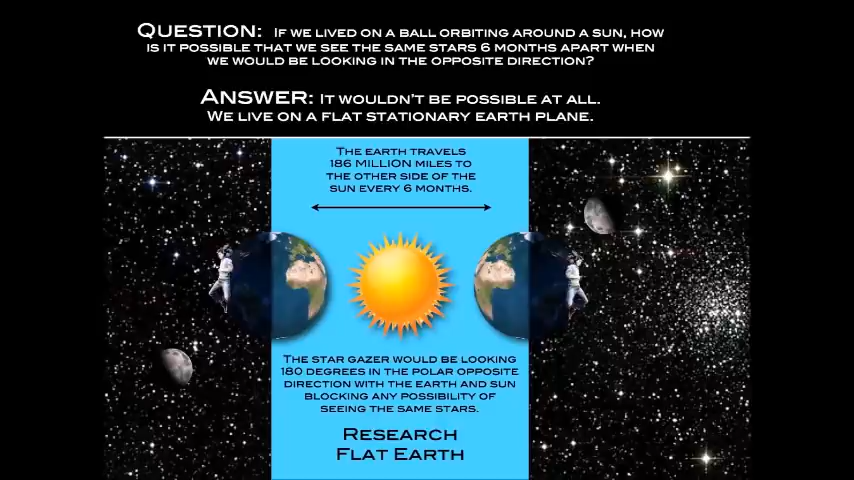 QUESTION: IF WE LIVED ON A BALL ORBITING AROUND A SUN, HOW
IS IT POSSIBLE THAT WE SEE THE SAME STARS 6 MONTHS APART WHEN
WE WOULD BE LOOKING IN THE OPPOSITE DIRECTION?
ANSWER: IT WOULDN'T BE POSSIBLE AT ALL.
WE LIVE ON A FLAT STATIONARY EARTH PLANE.
THE EARTH TRAVELS
186 MILLION MILES TO
THE OTHER SIDE OF THE
SUN EVERY 6 MONTHS.
THE STAR GAZER WOULD BE LOOKING
180 DEGREES IN THE POLAR OPPOSITE
DIRECTION WITH THE EARTH AND SUN
BLOCKING ANY POSSIBILITY OF
SEEING THE SAME STARS.
RESEARCH
FLAT EARTH